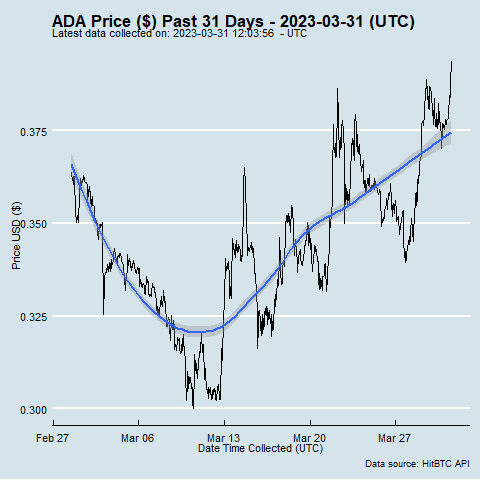 ADA Price ($) Past 31 Days - 2023-03-31 (UTC)
Latest data collected on: 2023-03-31 12:03:56 - UTC
Price USD ($)
0.375
0.350
0.325
0.300
Feb 27 Mar 06 Mar 13 Mar 20 Mar 27
Date Time Collected (UTC)
Data source: HitBTC API